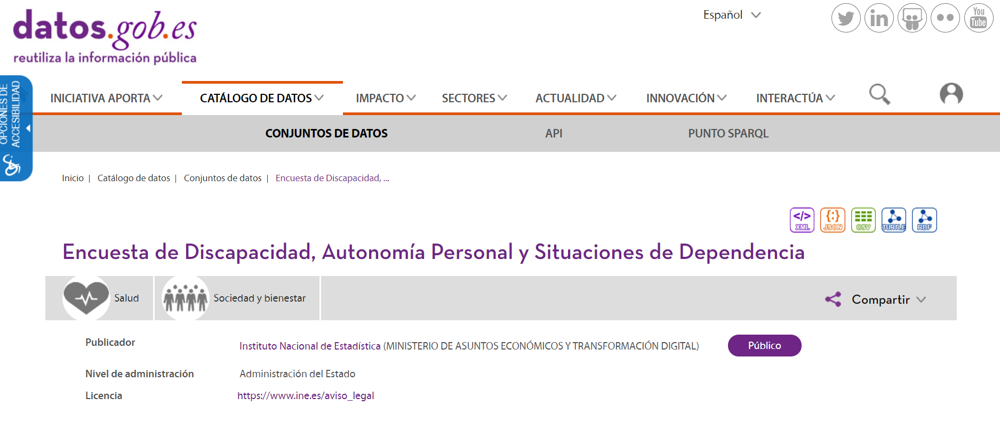 datos.gob.es
reutiliza la información pública
Español
You
Tube
OPCIONES DE
ACCESIBILIDAD
INICIATIVA APORTA
CATÁLOGO DE DATOS
IMPACTO
SECTORES
ACTUALIDAD
INNOVACIÓN
INTERACTÚA
CONJUNTOS DE DATOS
API
PUNTO SPARQL
Inicio | Catálogo de datos | Conjuntos de datos | Encuesta de Discapacidad, ...
XML
JSON
CSV
TURTLE
RDF
Encuesta de Discapacidad, Autonomía Personal y Situaciones de Dependencia
Salud
Sociedad y bienestar
Compartir
Publicador
Instituto Nacional de Estadística (MINISTERIO DE ASUNTOS ECONÓMICOS Y TRANSFORMACIÓN DIGITAL)
Público
Nivel de administración
Administración del Estado
Licencia
https://www.ine.es/aviso_legal